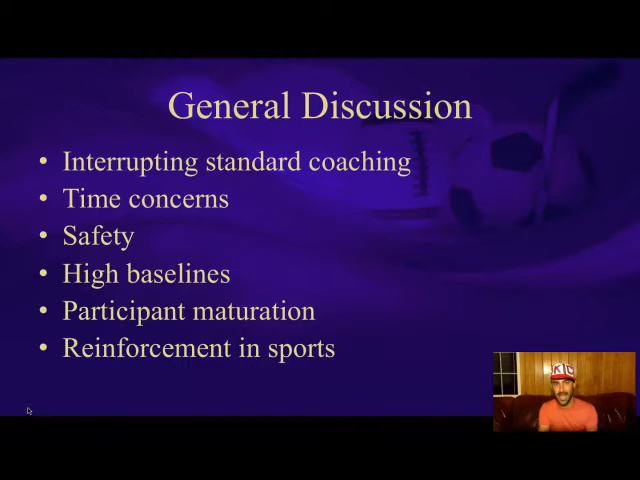 General Discussion
• Interrupting standard coaching
• Time concerns
• Safety
• High baselines
• Participant maturation
• Reinforcement in sports